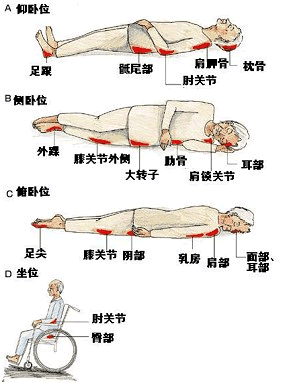 A 仰卧位
足跟 骶尾部 肘关节 肩胛骨 枕骨
B 侧卧位
外踝 膝关节外侧 大转子 肋骨 肩锁关节 耳部
C 俯卧位
足尖 膝关节 阴部 乳房 肩部 面部、
耳部
D 坐位
肘关节
臀部